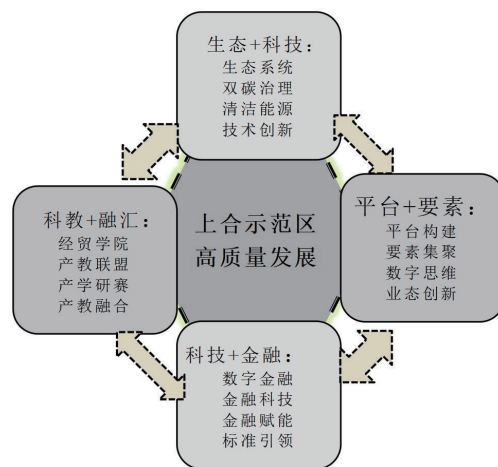 生态+科技：
生态系统
双碳治理
清洁能源
技术创新
科教+融汇：
经贸学院
产教联盟
产学研赛
产教融合
上合示范区
高质量发展
平台+要素：
平台构建
要素集聚
数字思维
业态创新
科技+金融：
数字金融
金融科技
金融赋能
标准引领